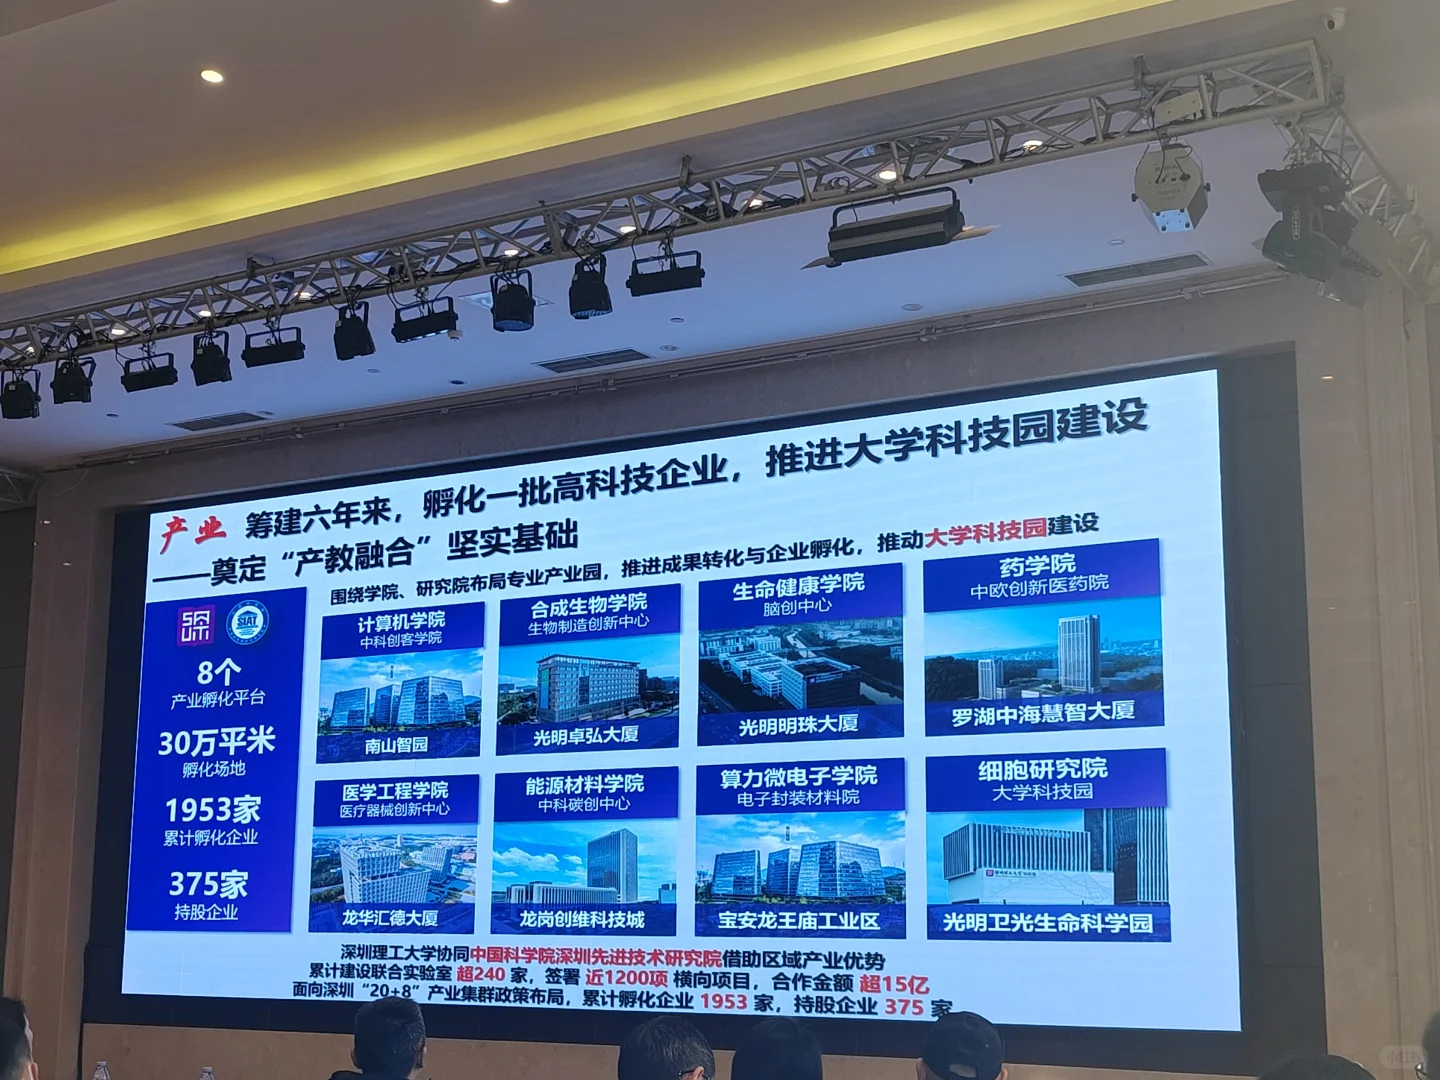 产业 筹建六年来，孵化一批高科技企业，推进大学科技园建设
——奠定“产教融合”坚实基础
围绕学院、研究院布局专业产业园，推进成果转化与企业孵化，推动大学科技园建设
SIAT
8个
产业孵化平台
30万平米
孵化场地
1953家
累计孵化企业
375家
持股企业
计算机学院
中科创客学院
南山智园
合成生物学院
生物制造创新中心
光明卓弘大厦
生命健康学院
脑创中心
光明明珠大厦
药学院
中欧创新医药院
罗湖中海慧智大厦
医学工程学院
医疗器械创新中心
龙华汇德大厦
能源材料学院
中科碳创中心
龙岗创维科技城
算力微电子学院
电子封装材料院
宝安龙王庙工业区
细胞研究院
大学科技园
光明卫光生命科学园
深圳理工大学协同中国科学院深圳先进技术研究院借助区域产业优势
累计建设联合实验室 超240 家，签署 近1200项 横向项目，合作金额 超15亿
面向深圳“20+8”产业集群政策布局，累计孵化企业 1953 家，持股企业 375 家
小红书